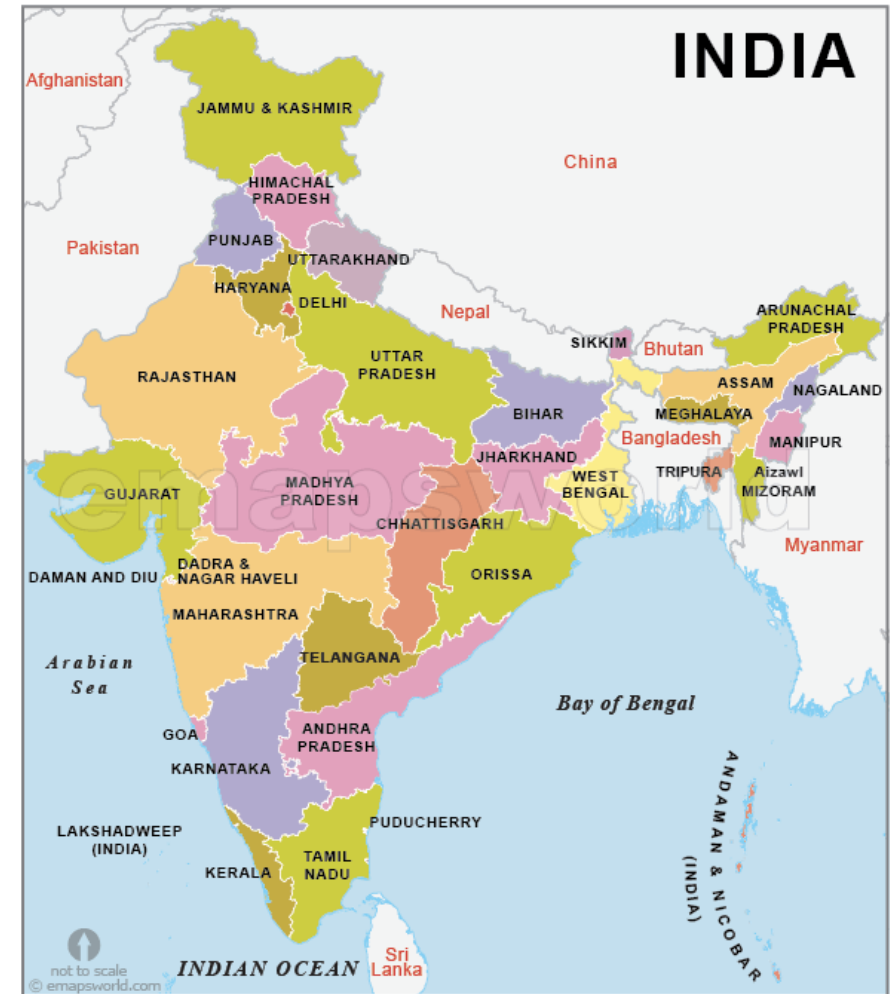 INDIA
Afghanistan
JAMMU & KASHMIR
China
HIMACHAL
PRADESH
Pakistan
PUNJAB
UTTARAKHAND
HARYANA
DELHI
Nepal
ARUNACHAL
PRADESH
SIKKIM
Bhutan
RAJASTHAN
UTTAR
PRADESH
ASSAM
NAGALAND
BIHAR
MEGHALAYA
Bangladesh
MANIPUR
JHARKHAND
TRIPURA
Aizawl
MIZORAM
GUJARAT
MADHYA
PRADESH
WEST
BENGAL
emapsworld
CHHATTISGARH
Myanmar
DAMAN AND DIU
DADRA &
NAGAR HAVELI
ORISSA
MAHARASHTRA
Arabian
Sea
TELANGANA
Bay of Bengal
GOA
ANDHRA
PRADESH
KARNATAKA
LAKSHADWEEP
(INDIA)
PUDUCHERRY
KERALA
TAMIL
NADU
ANDAMAN & NICOBAR
(INDIA)
Sri
Lanka
INDIAN OCEAN
not to scale
© emapsworld.com